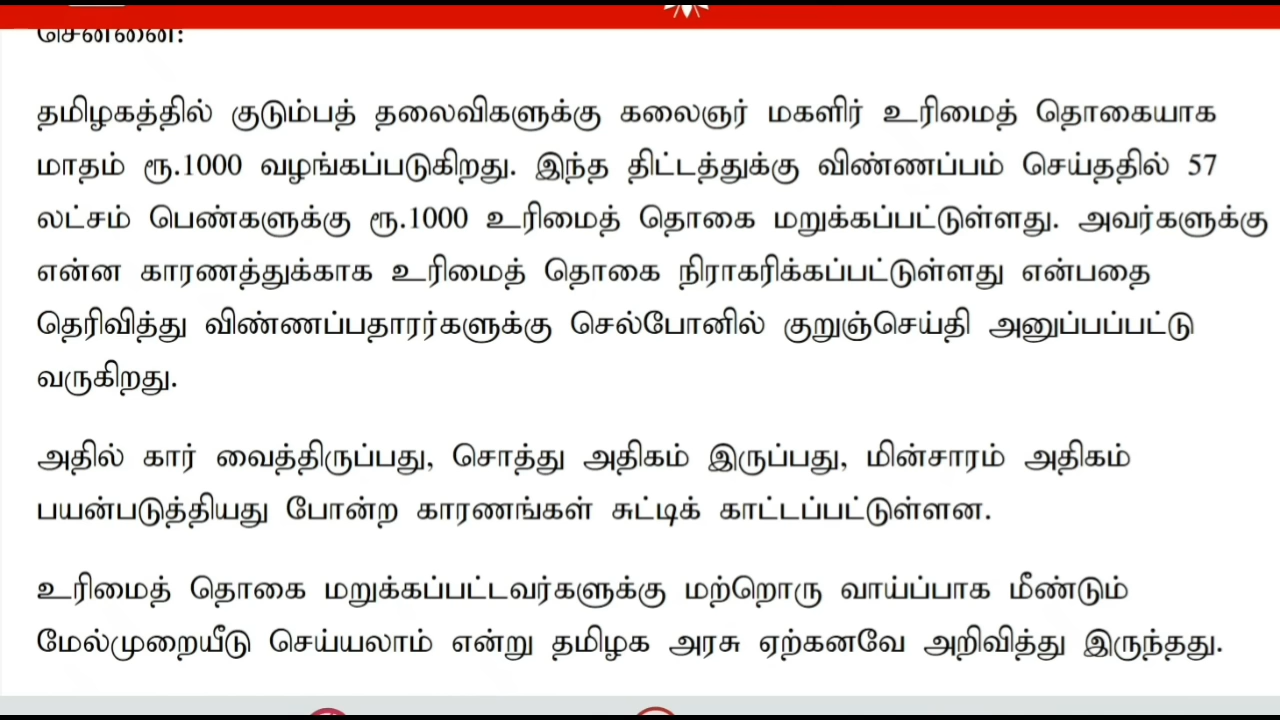 சென்னை:
தமிழகத்தில் குடும்பத் தலைவிகளுக்கு கலைஞர் மகளிர் உரிமைத் தொகையாக
மாதம் ரூ.1000 வழங்கப்படுகிறது. இந்த திட்டத்துக்கு விண்ணப்பம் செய்ததில் 57
லட்சம் பெண்களுக்கு ரூ.1000 உரிமைத் தொகை மறுக்கப்பட்டுள்ளது. அவர்களுக்கு
என்ன காரணத்துக்காக உரிமைத் தொகை நிராகரிக்கப்பட்டுள்ளது என்பதை
தெரிவித்து விண்ணப்பதாரர்களுக்கு செல்போனில் குறுஞ்செய்தி அனுப்பப்பட்டு
வருகிறது.
அதில் கார் வைத்திருப்பது, சொத்து அதிகம் இருப்பது, மின்சாரம் அதிகம்
பயன்படுத்தியது போன்ற காரணங்கள் சுட்டிக் காட்டப்பட்டுள்ளன.
உரிமைத் தொகை மறுக்கப்பட்டவர்களுக்கு மற்றொரு வாய்ப்பாக மீண்டும்
மேல்முறையீடு செய்யலாம் என்று தமிழக அரசு ஏற்கனவே அறிவித்து இருந்தது.